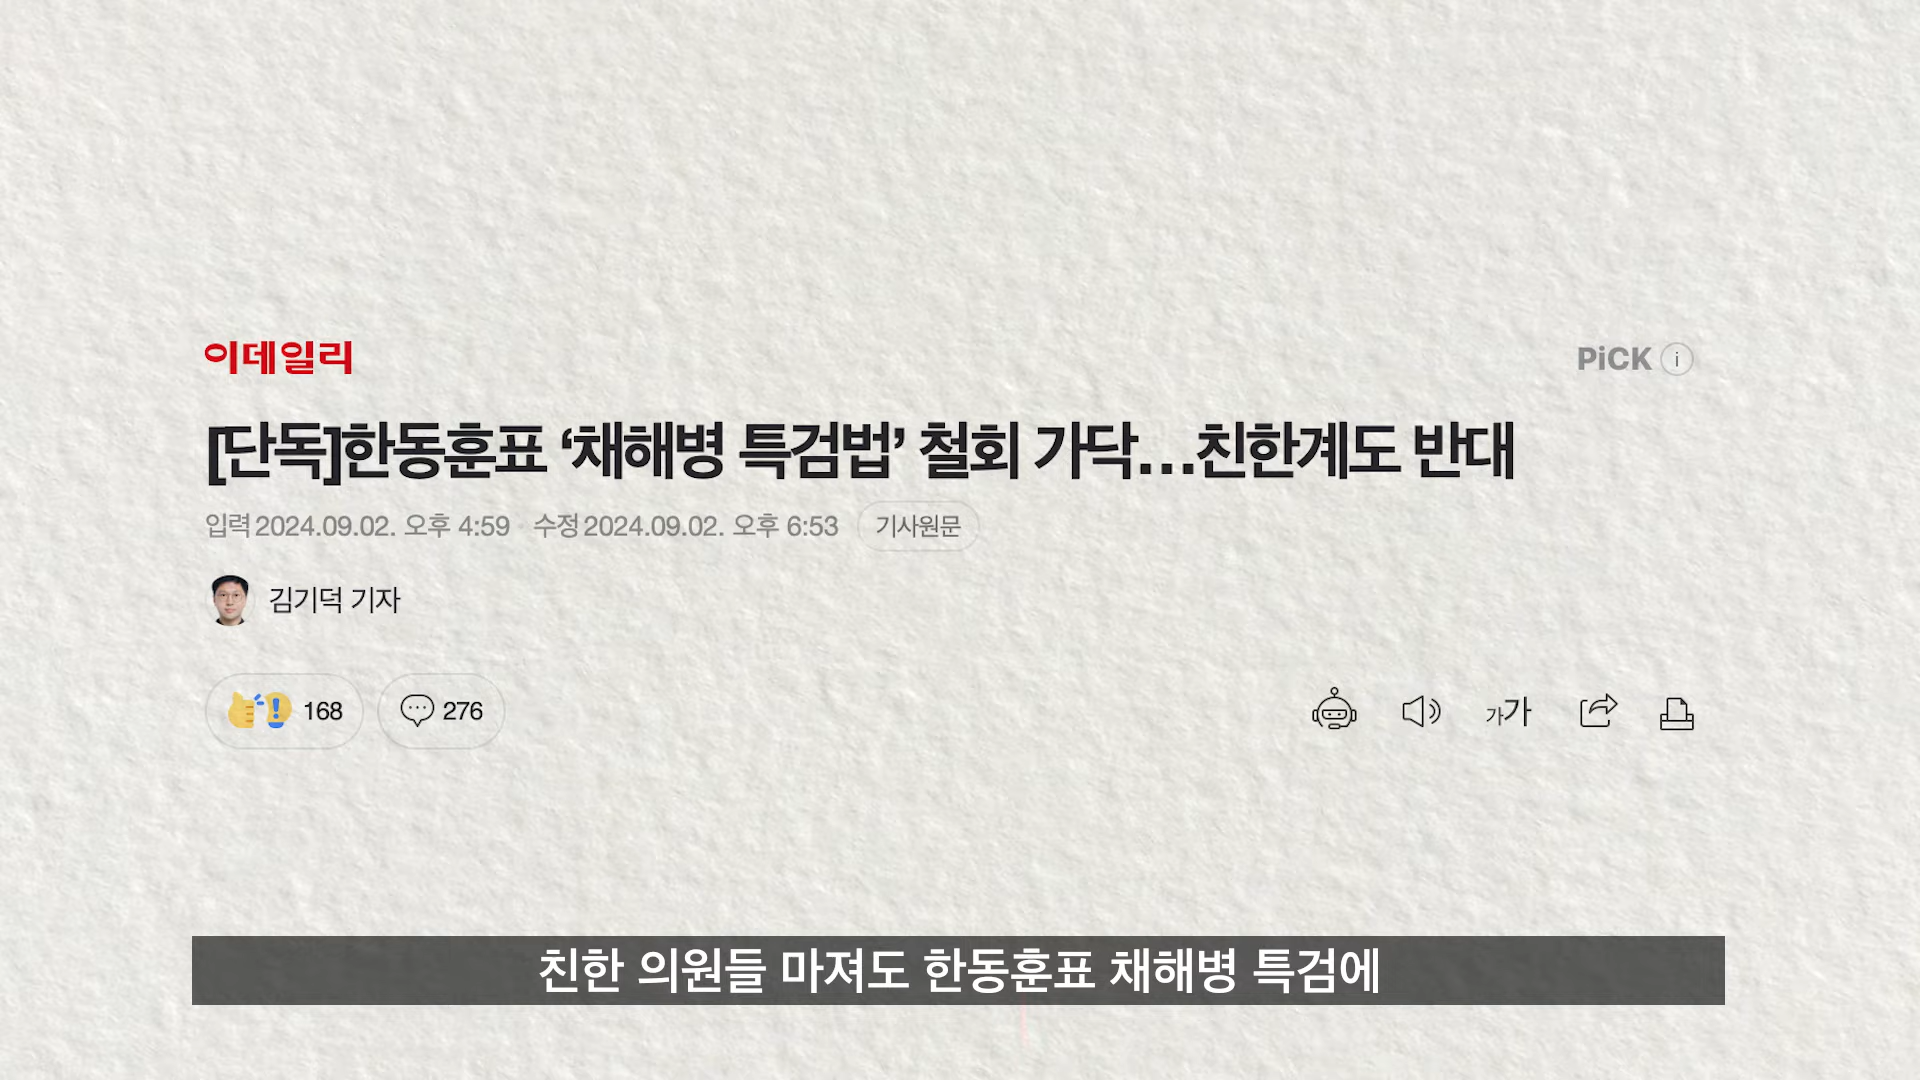 이데일리
PiCK i
[단독]한동훈표 ‘채해병 특검법’ 철회 가닥…친한계도 반대
입력 2024.09.02. 오후 4:59 · 수정 2024.09.02. 오후 6:53 기사원문
김기덕 기자
168 276 가가
친한 의원들 마져도 한동훈표 채해병 특검에